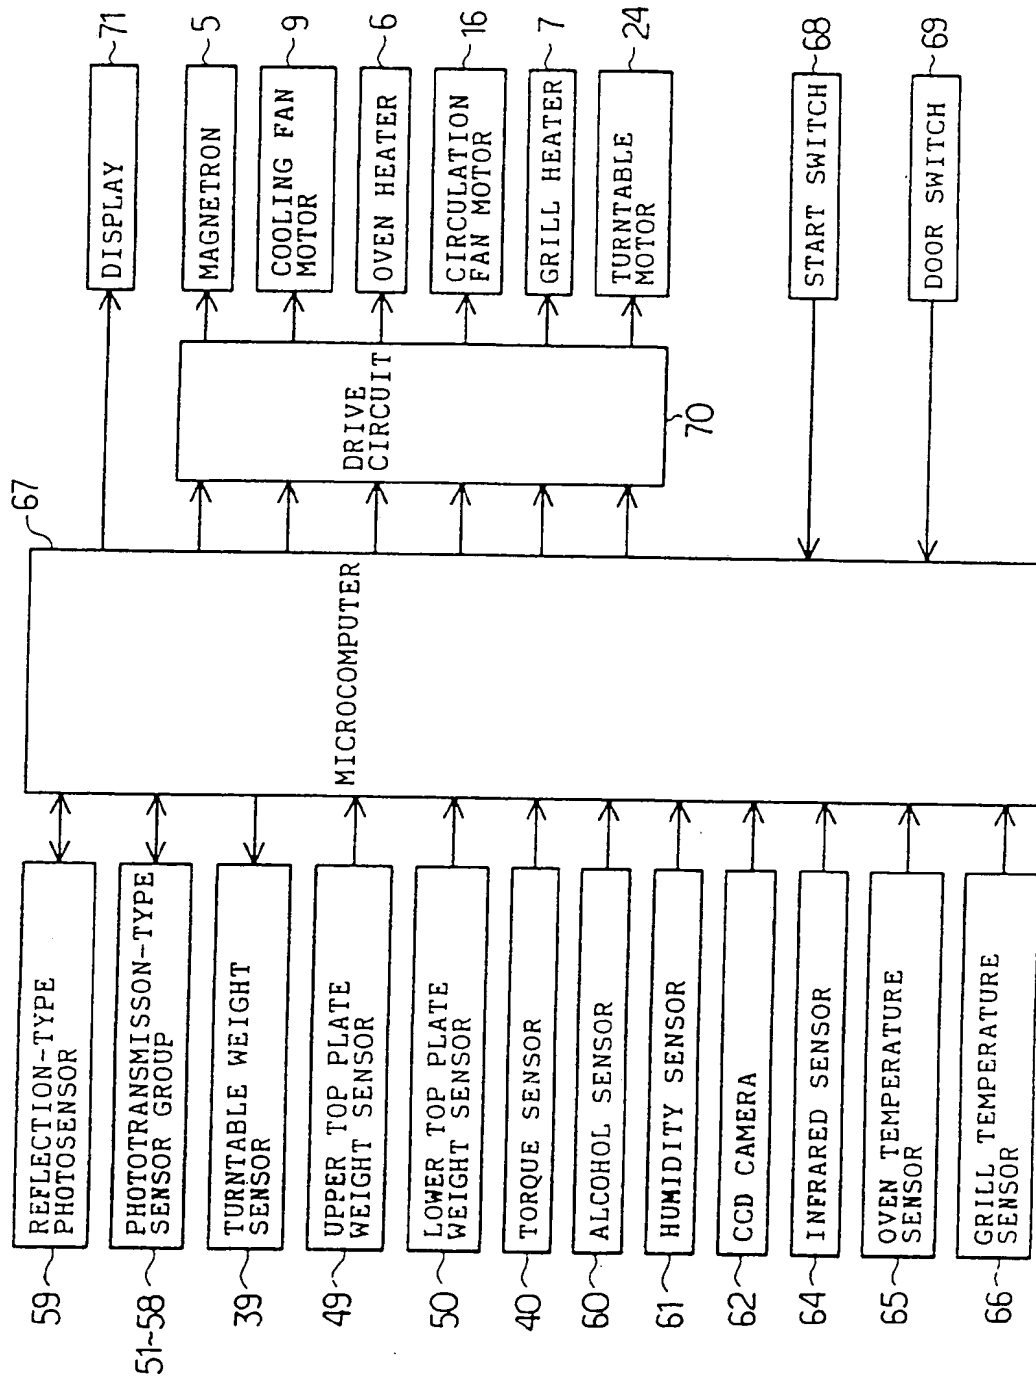 59
REFLECTION-TYPE
PHOTOSENSOR
51~58
PHOTOTRANSMISSON-TYPE
SENSOR GROUP
39
TURNTABLE WEIGHT
SENSOR
49
UPPER TOP PLATE
WEIGHT SENSOR
50
LOWER TOP PLATE
WEIGHT SENSOR
40
TORQUE SENSOR
60
ALCOHOL SENSOR
61
HUMIDITY SENSOR
62
CCD CAMERA
64
INFRARED SENSOR
65
OVEN TEMPERATURE
SENSOR
66
GRILL TEMPERATURE
SENSOR
67
MICROCOMPUTER
DRIVE
CIRCUIT
70
DISPLAY
71
MAGNETRON
5
COOLING FAN
MOTOR
9
OVEN HEATER
6
CIRCULATION
FAN MOTOR
16
GRILL HEATER
7
TURNTABLE
MOTOR
24
START SWITCH
68
DOOR SWITCH
69